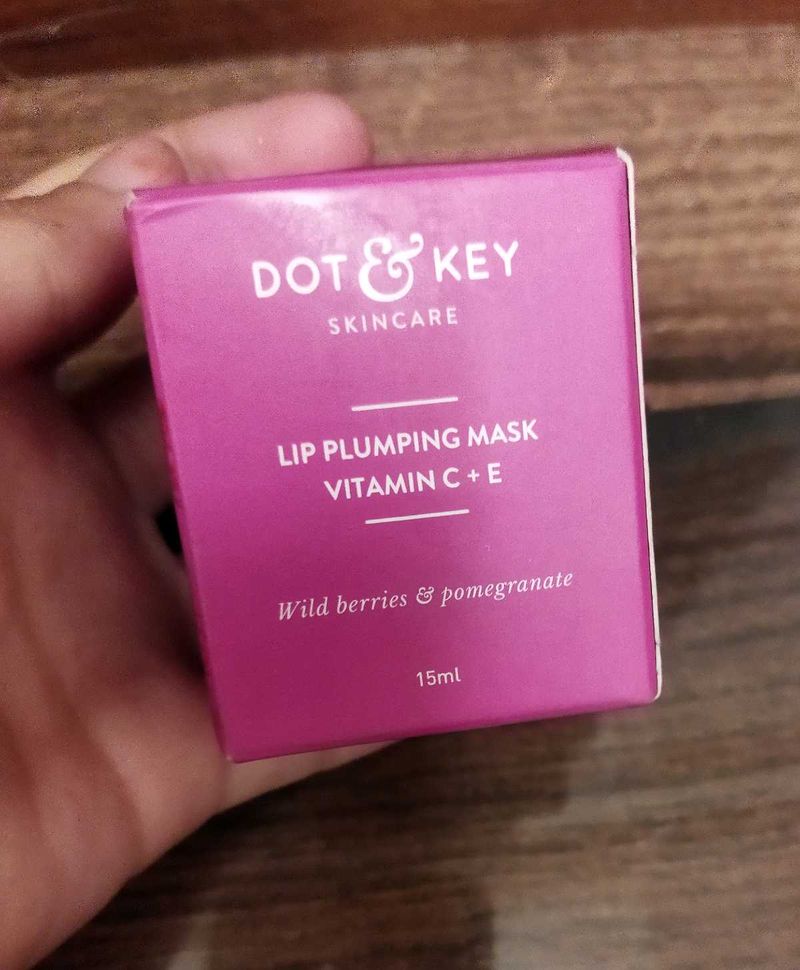 DOT & KEY
SKINCARE
LIP PLUMPING MASK
VITAMIN C + E
Wild berries & pomegranate
15ml